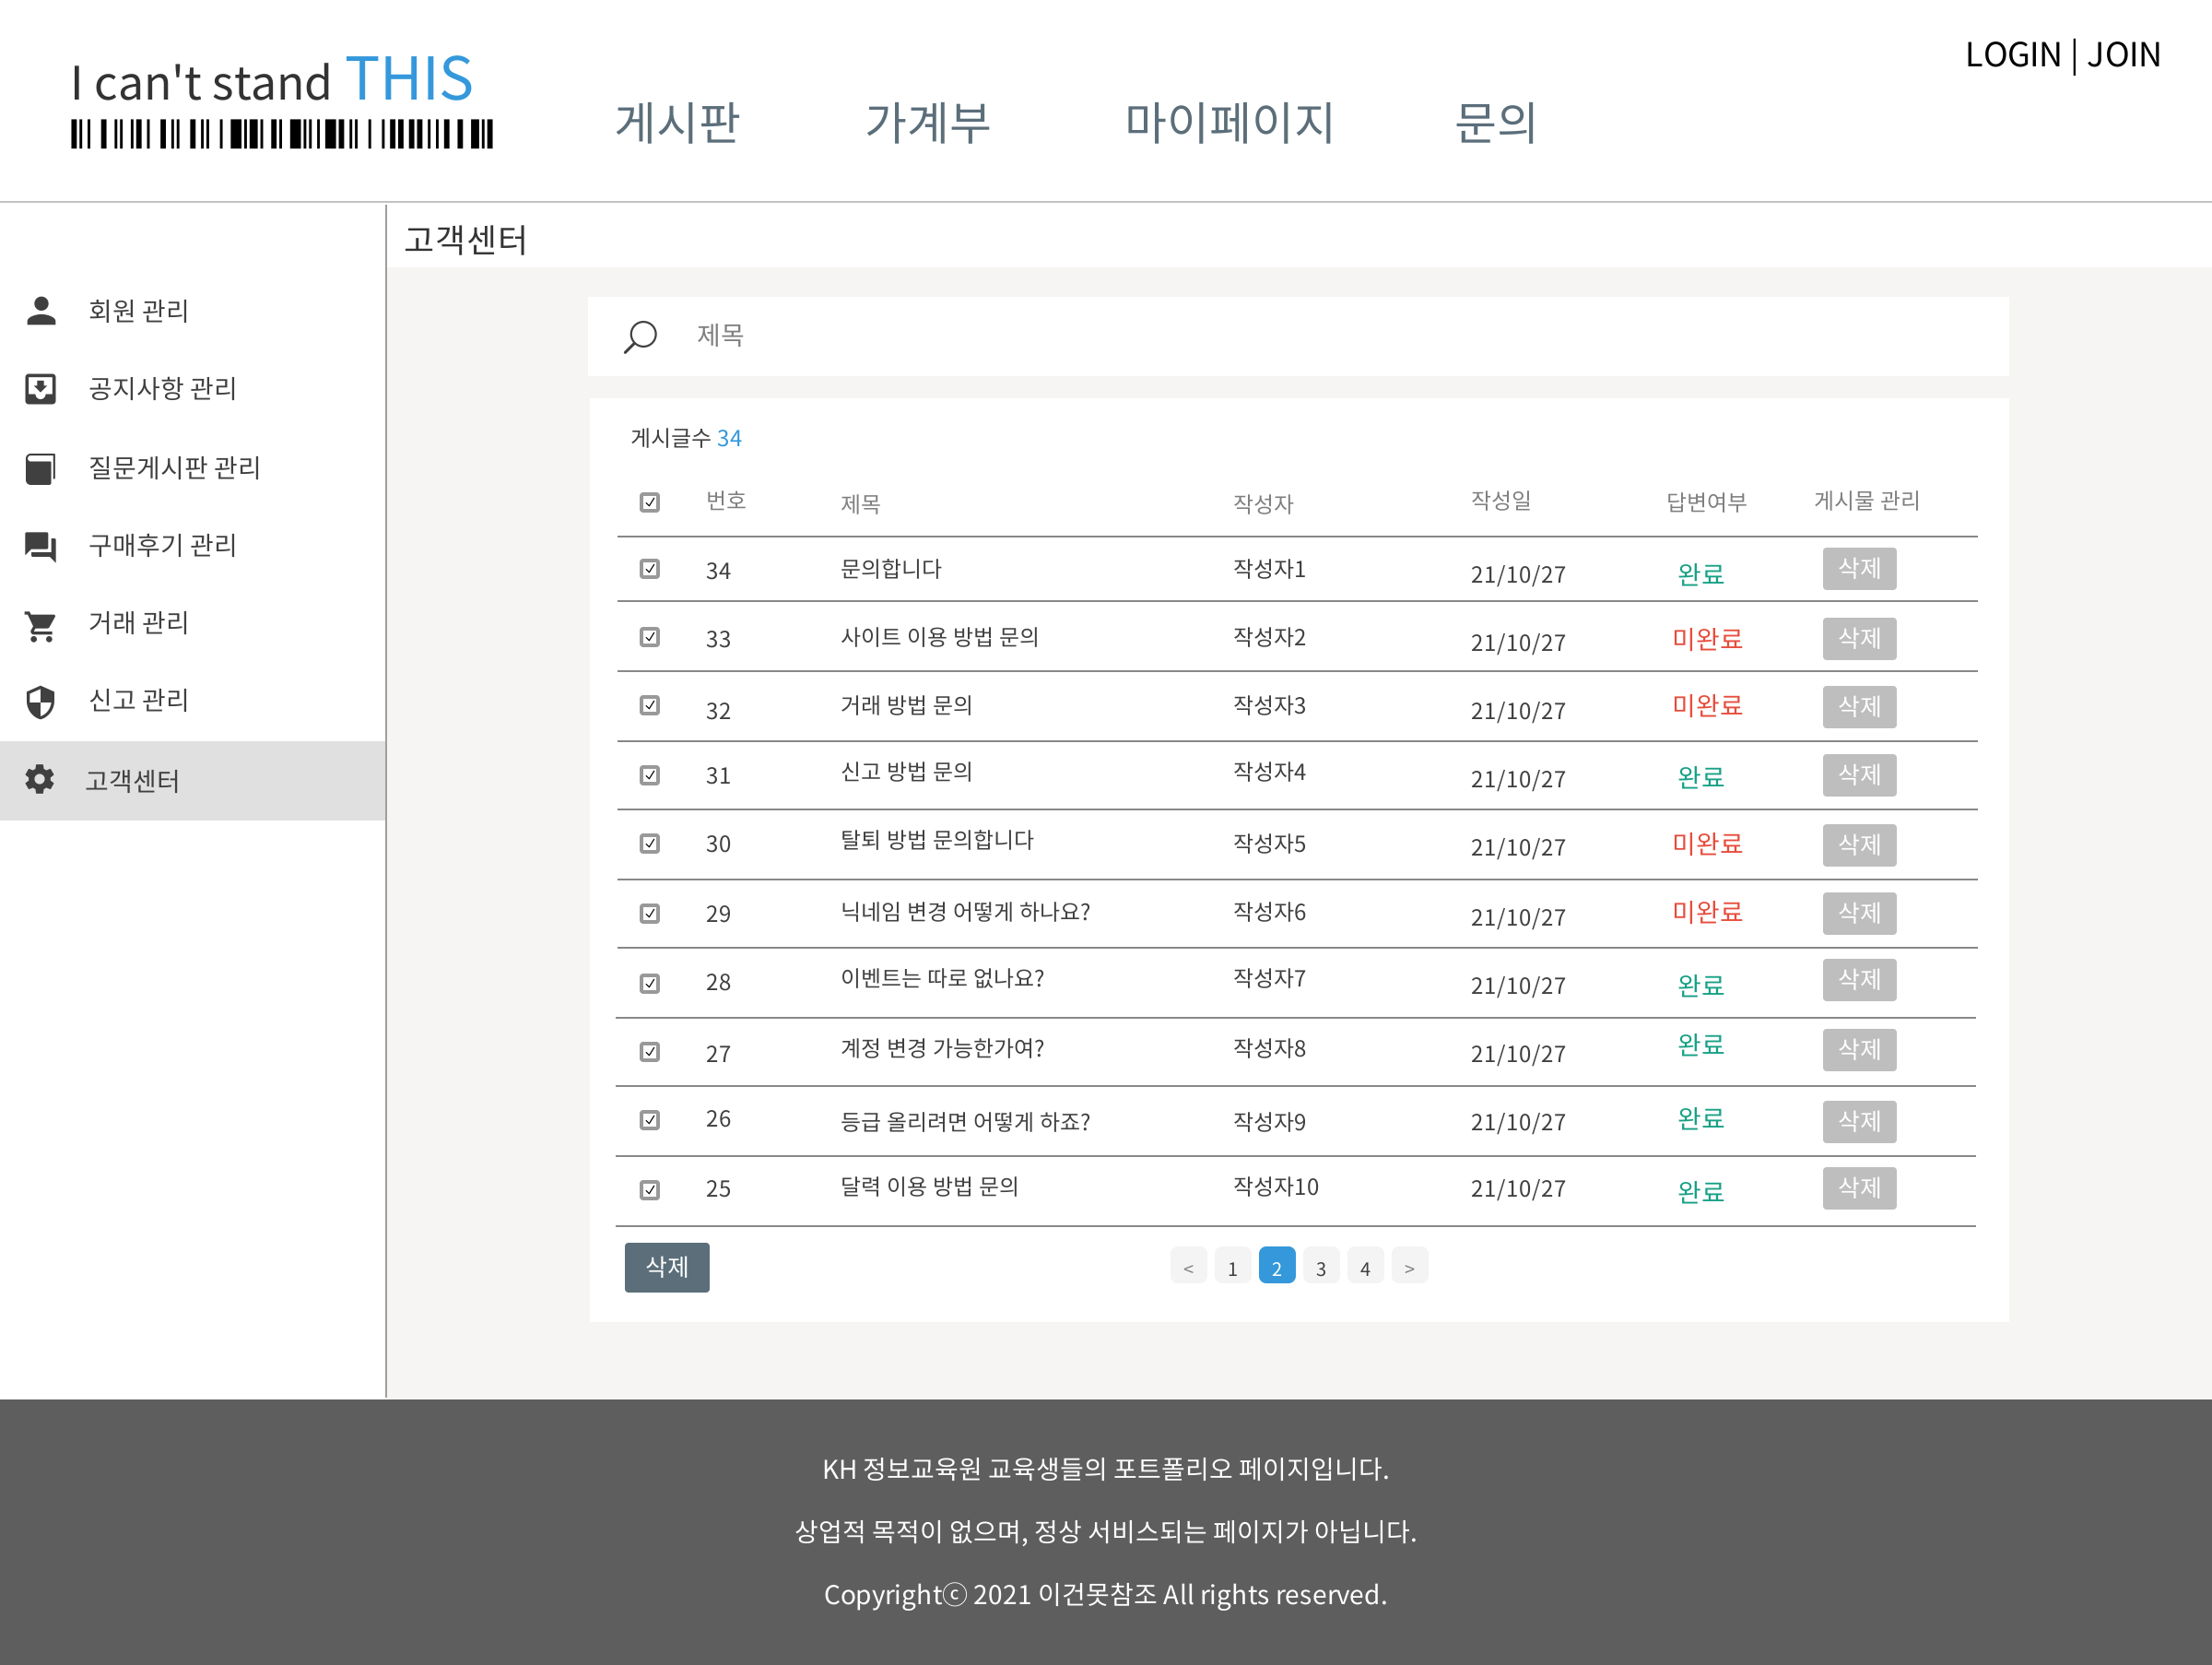 LOGIN | JOIN
I can't stand THIS
게시판 가계부 마이페이지 문의
고객센터
회원 관리
공지사항 관리
질문게시판 관리
구매후기 관리
거래 관리
신고 관리
고객센터
제목
게시글수 34
번호 제목 작성자 작성일 답변여부 게시물 관리
34 문의합니다 작성자1 21/10/27 완료 삭제
33 사이트 이용 방법 문의 작성자2 21/10/27 미완료 삭제
32 거래 방법 문의 작성자3 21/10/27 미완료 삭제
31 신고 방법 문의 작성자4 21/10/27 완료 삭제
30 탈퇴 방법 문의합니다 작성자5 21/10/27 미완료 삭제
29 닉네임 변경 어떻게 하나요? 작성자6 21/10/27 미완료 삭제
28 이벤트는 따로 없나요? 작성자7 21/10/27 완료 삭제
27 계정 변경 가능한가여? 작성자8 21/10/27 완료 삭제
26 등급 올리려면 어떻게 하죠? 작성자9 21/10/27 완료 삭제
25 달력 이용 방법 문의 작성자10 21/10/27 완료 삭제
삭제 < 1 2 3 4 >
KH 정보교육원 교육생들의 포트폴리오 페이지입니다.
상업적 목적이 없으며, 정상 서비스되는 페이지가 아닙니다.
Copyrightⓒ 2021 이건못참조 All rights reserved.